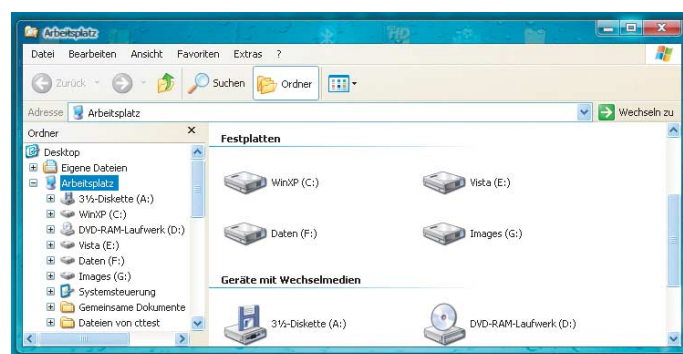 Arbeitsplatz
Datei Bearbeiten Ansicht Favoriten Extras ?
Zurück Suchen Ordner
Adresse Arbeitsplatz Wechseln zu
Ordner
Desktop
Eigene Dateien
Arbeitsplatz
3½-Diskette (A:)
WinXP (C:)
DVD-RAM-Laufwerk (D:)
Vista (E:)
Daten (F:)
Images (G:)
Systemsteuerung
Gemeinsame Dokumente
Dateien von cttest
Festplatten
WinXP (C:) Vista (E:)
Daten (F:) Images (G:)
Geräte mit Wechselmedien
3½-Diskette (A:) DVD-RAM-Laufwerk (D:)